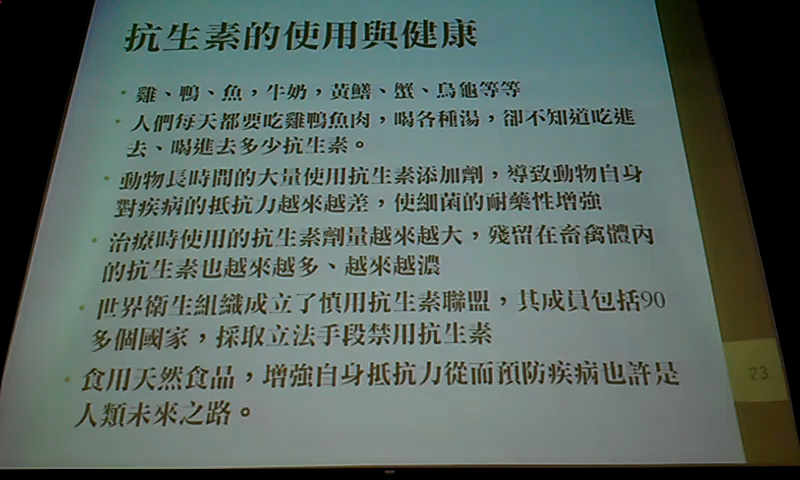 抗生素的使用與健康
• 雞、鴨、魚，牛奶，黃鱔、蟹、烏龜等等
• 人們每天都要吃雞鴨魚肉，喝各種湯，卻不知道吃進
去、喝進去多少抗生素。
• 動物長時間的大量使用抗生素添加劑，導致動物自身
對疾病的抵抗力越來越差，使細菌的耐藥性增強
• 治療時使用的抗生素劑量越來越大，殘留在畜禽體內
的抗生素也越來越多、越來越濃
• 世界衛生組織成立了慎用抗生素聯盟，其成員包括90
多個國家，採取立法手段禁用抗生素
• 食用天然食品，增強自身抵抗力從而預防疾病也許是
人類未來之路。
23